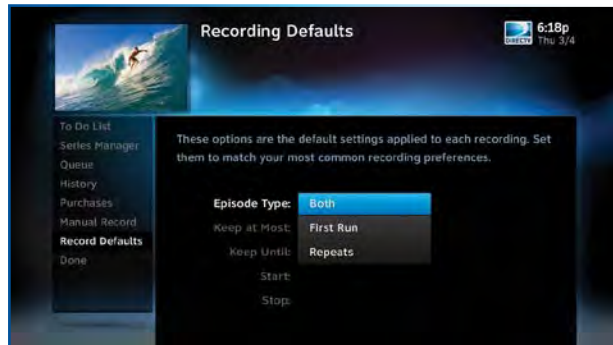 Recording Defaults
DIRECTV
6:18p
Thu 3/4
To Do List
Series Manager
Queue
History
Purchases
Manual Record
Record Defaults
Done
These options are the default settings applied to each recording. Set
them to match your most common recording preferences.
Episode Type: Both
Keep at Most: First Run
Keep Until: Repeats
Start:
Stop: